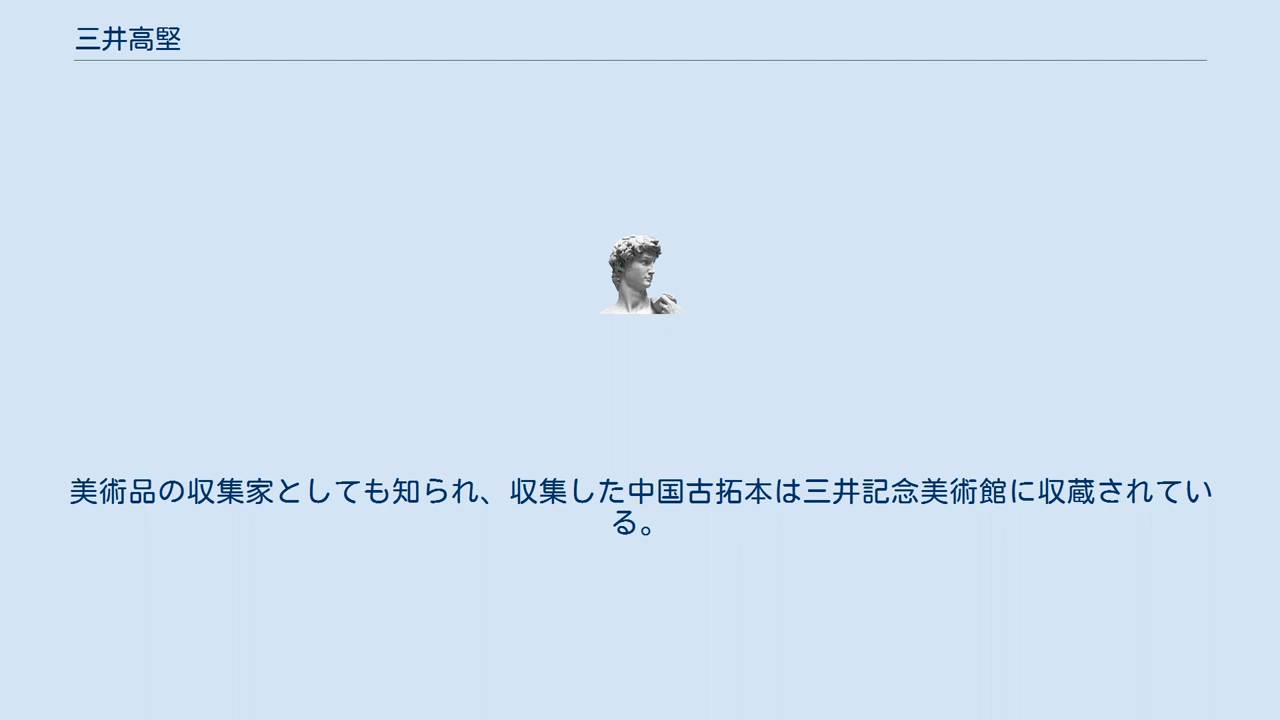 三井高堅
美術品の収集家としても知られ、収集した中国古拓本は三井記念美術館に収蔵されてい
る。